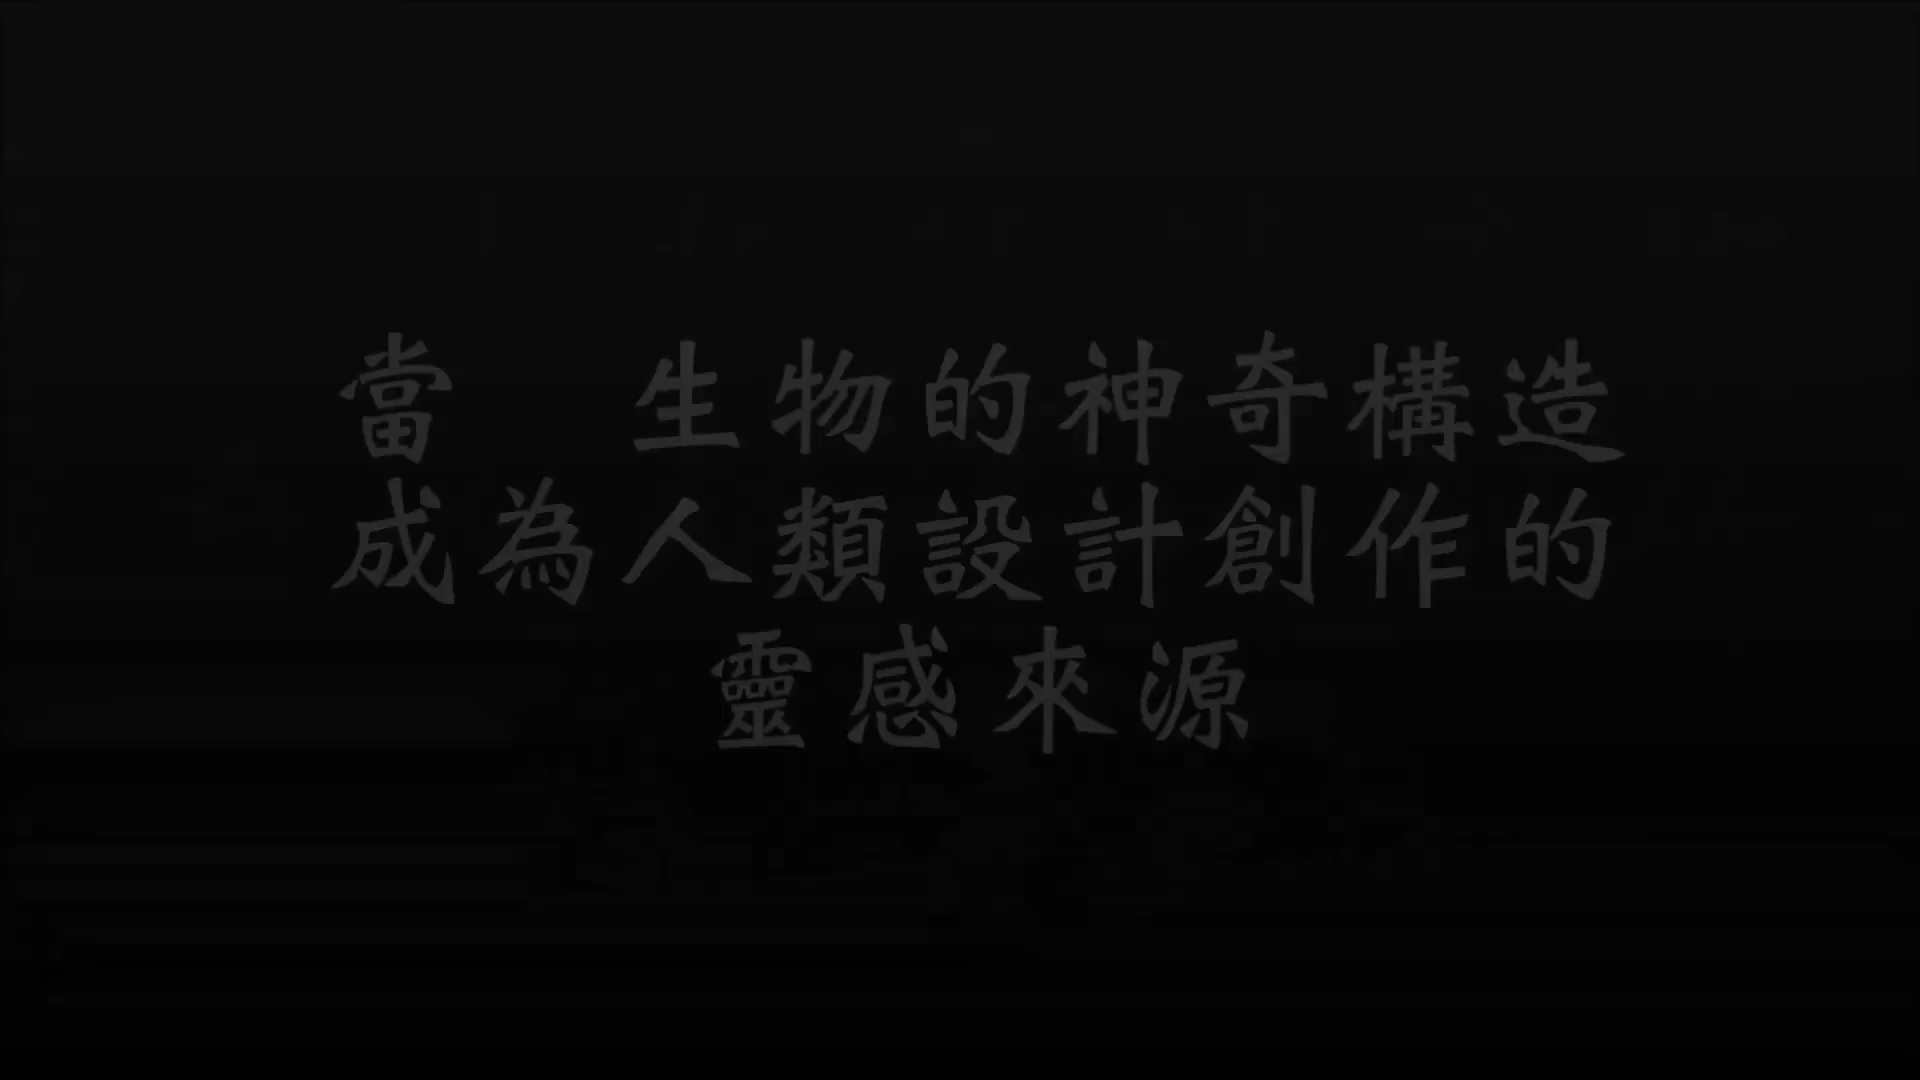 當　生物的神奇構造
成為人類設計創作的
靈感來源